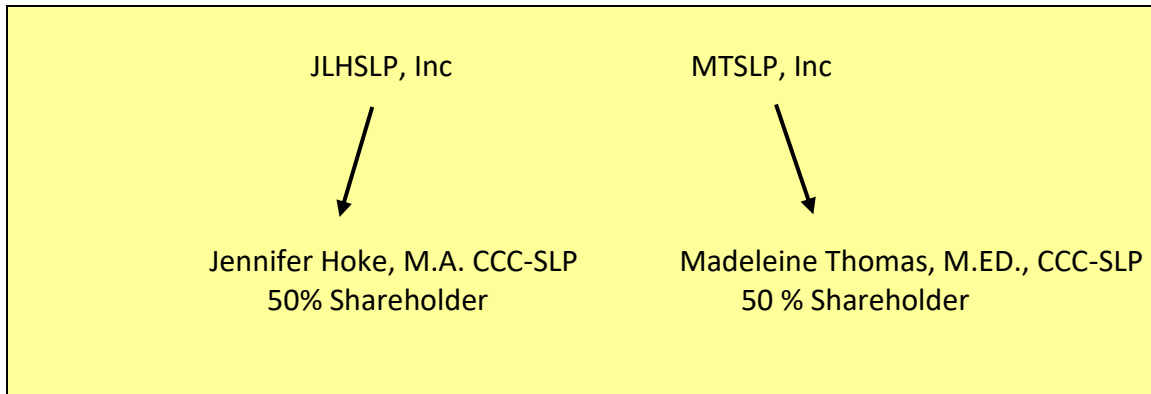 JLHSLP, Inc
MTSLP, Inc
Jennifer Hoke, M.A. CCC-SLP
50% Shareholder
Madeleine Thomas, M.ED., CCC-SLP
50 % Shareholder